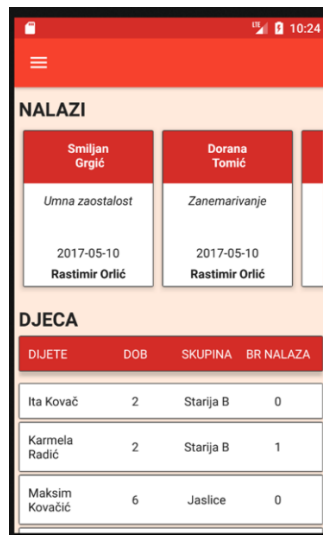 LTE 10:24
NALAZI
Smiljan
Grgić
Dorana
Tomić
Umna zaostalost
Zanemarivanje
2017-05-10
2017-05-10
Rastimir Orlić
Rastimir Orlić
DJECA
DIJETE DOB SKUPINA BR NALAZA
Ita Kovač 2 Starija B 0
Karmela
Radić 2 Starija B 1
Maksim
Kovačić 6 Jaslice 0